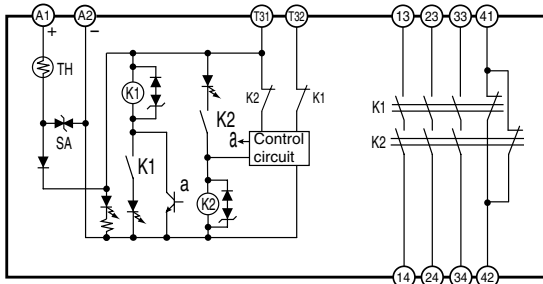 A1 A2 T31 T32 13 23 33 41
+ −
TH
SA
K1
K1
a
K2
K2
K2 K1
a
Control
circuit
K1
K2
14 24 34 42